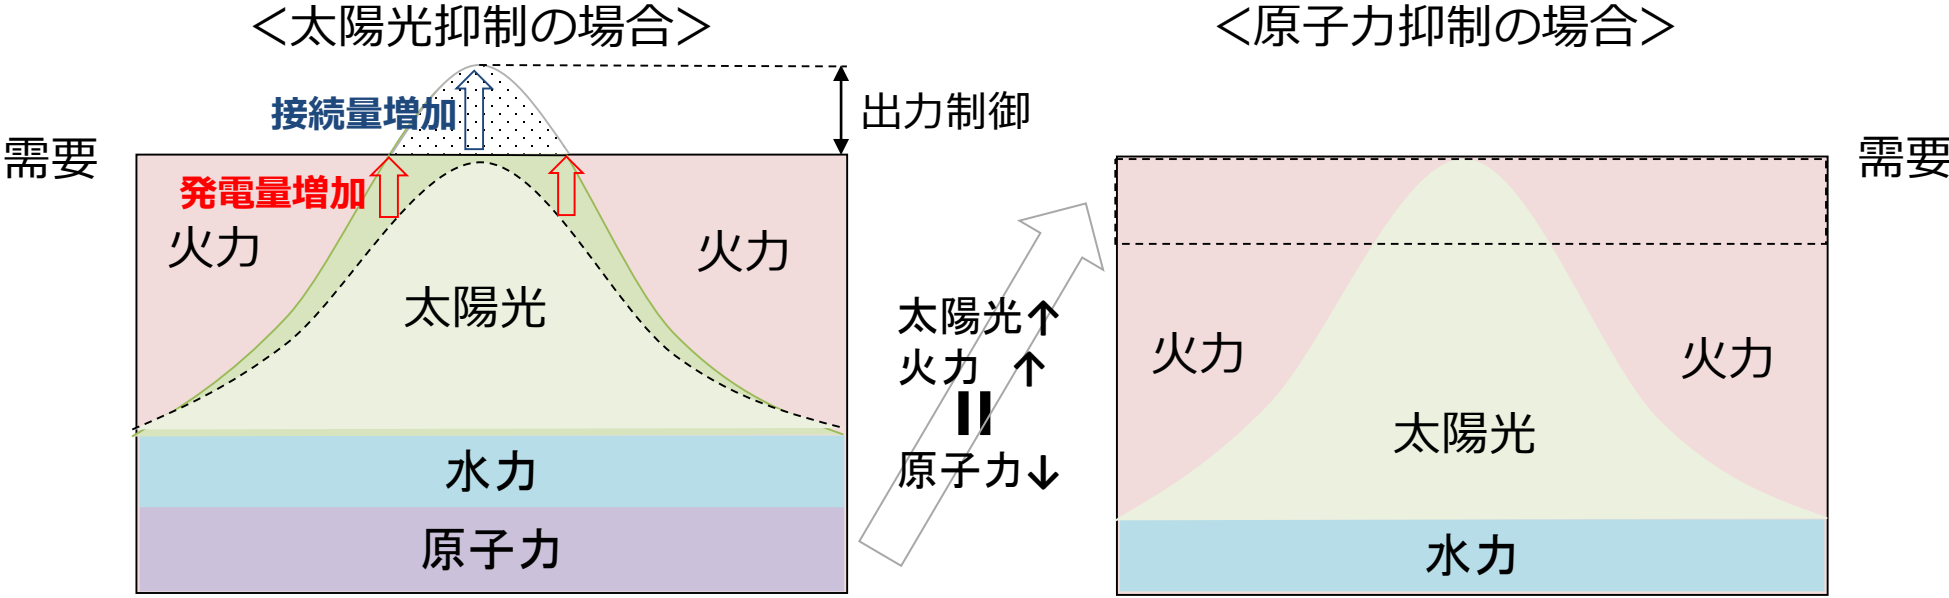 ＜太陽光抑制の場合＞
接続量増加
出力制御
需要
発電量増加
火力
火力
太陽光
水力
原子力
太陽光↑
火力 ↑
＝
原子力↓
＜原子力抑制の場合＞
需要
火力
火力
太陽光
水力